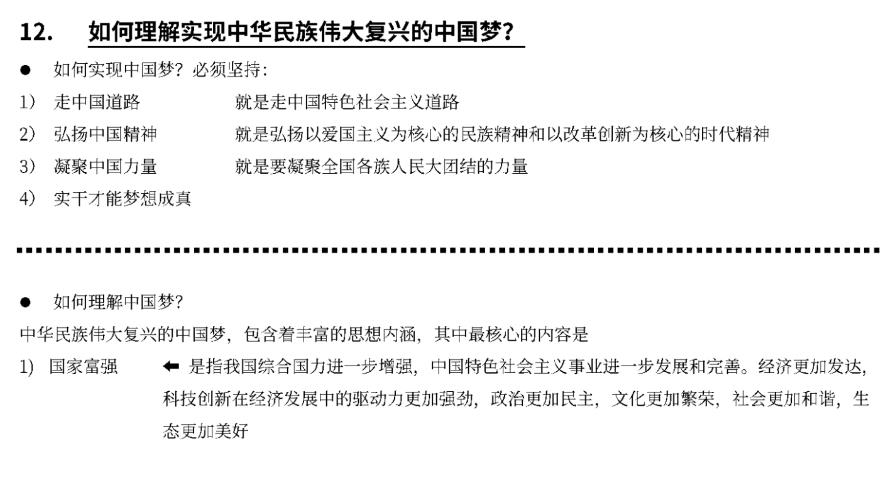 12. 如何理解实现中华民族伟大复兴的中国梦?
● 如何实现中国梦? 必须坚持:
1) 走中国道路 就是走中国特色社会主义道路
2) 弘扬中国精神 就是弘扬以爱国主义为核心的民族精神和以改革创新为核心的时代精神
3) 凝聚中国力量 就是要凝聚全国各族人民大团结的力量
4) 实干才能梦想成真
● 如何理解中国梦?
中华民族伟大复兴的中国梦, 包含着丰富的思想内涵, 其中最核心的内容是
1) 国家富强 ← 是指我国综合国力进一步增强, 中国特色社会主义事业进一步发展和完善。经济更加发达,
科技创新在经济发展中的驱动力更加强劲, 政治更加民主, 文化更加繁荣, 社会更加和谐, 生
态更加美好